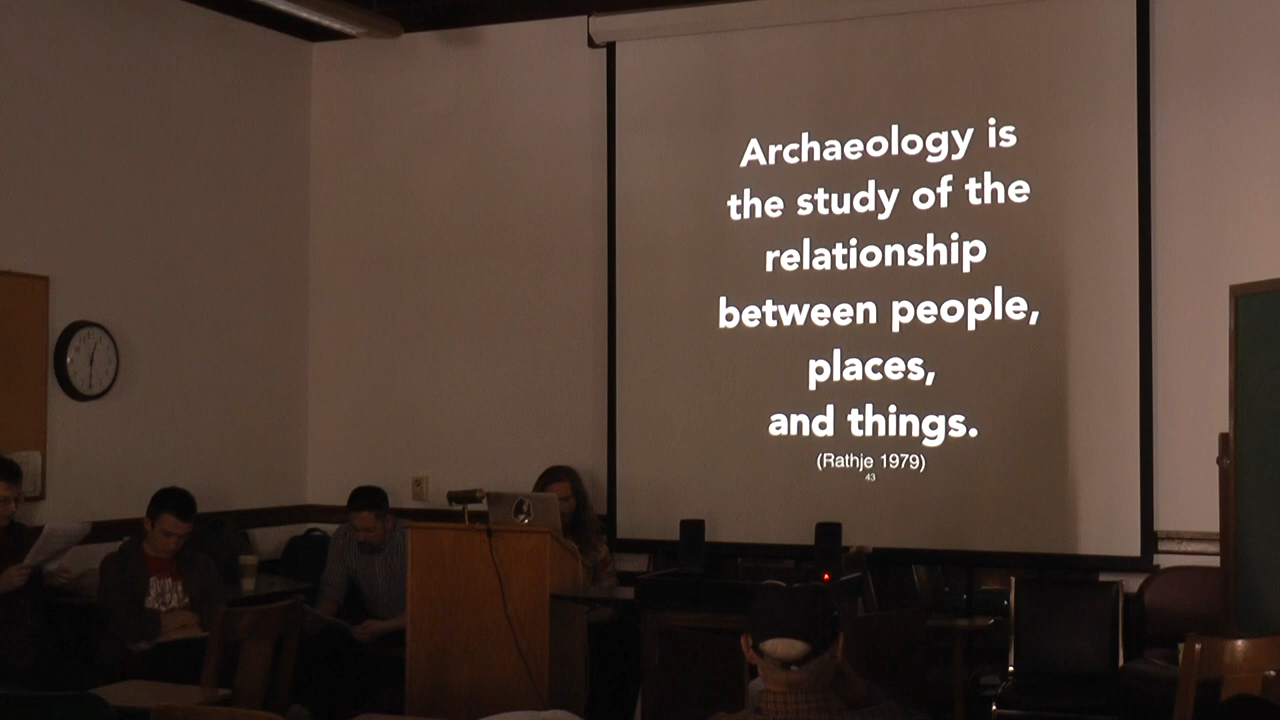 Archaeology is
the study of the
relationship
between people,
places,
and things.
(Rathje 1979)
43